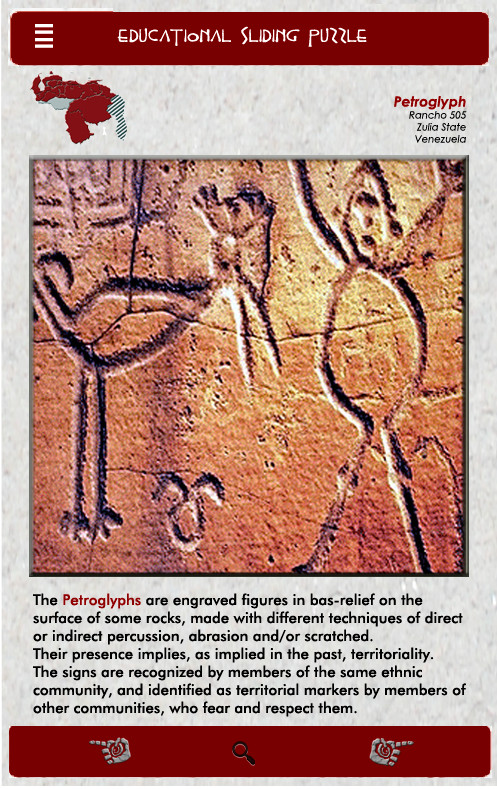 EDUCATIONAL SLIDING PUZZLE
Petroglyph
Rancho 505
Zulia State
Venezuela
The Petroglyphs are engraved figures in bas-relief on the
surface of some rocks, made with different techniques of direct
or indirect percussion, abrasion and/or scratched.
Their presence implies, as implied in the past, territoriality.
The signs are recognized by members of the same ethnic
community, and identified as territorial markers by members of
other communities, who fear and respect them.